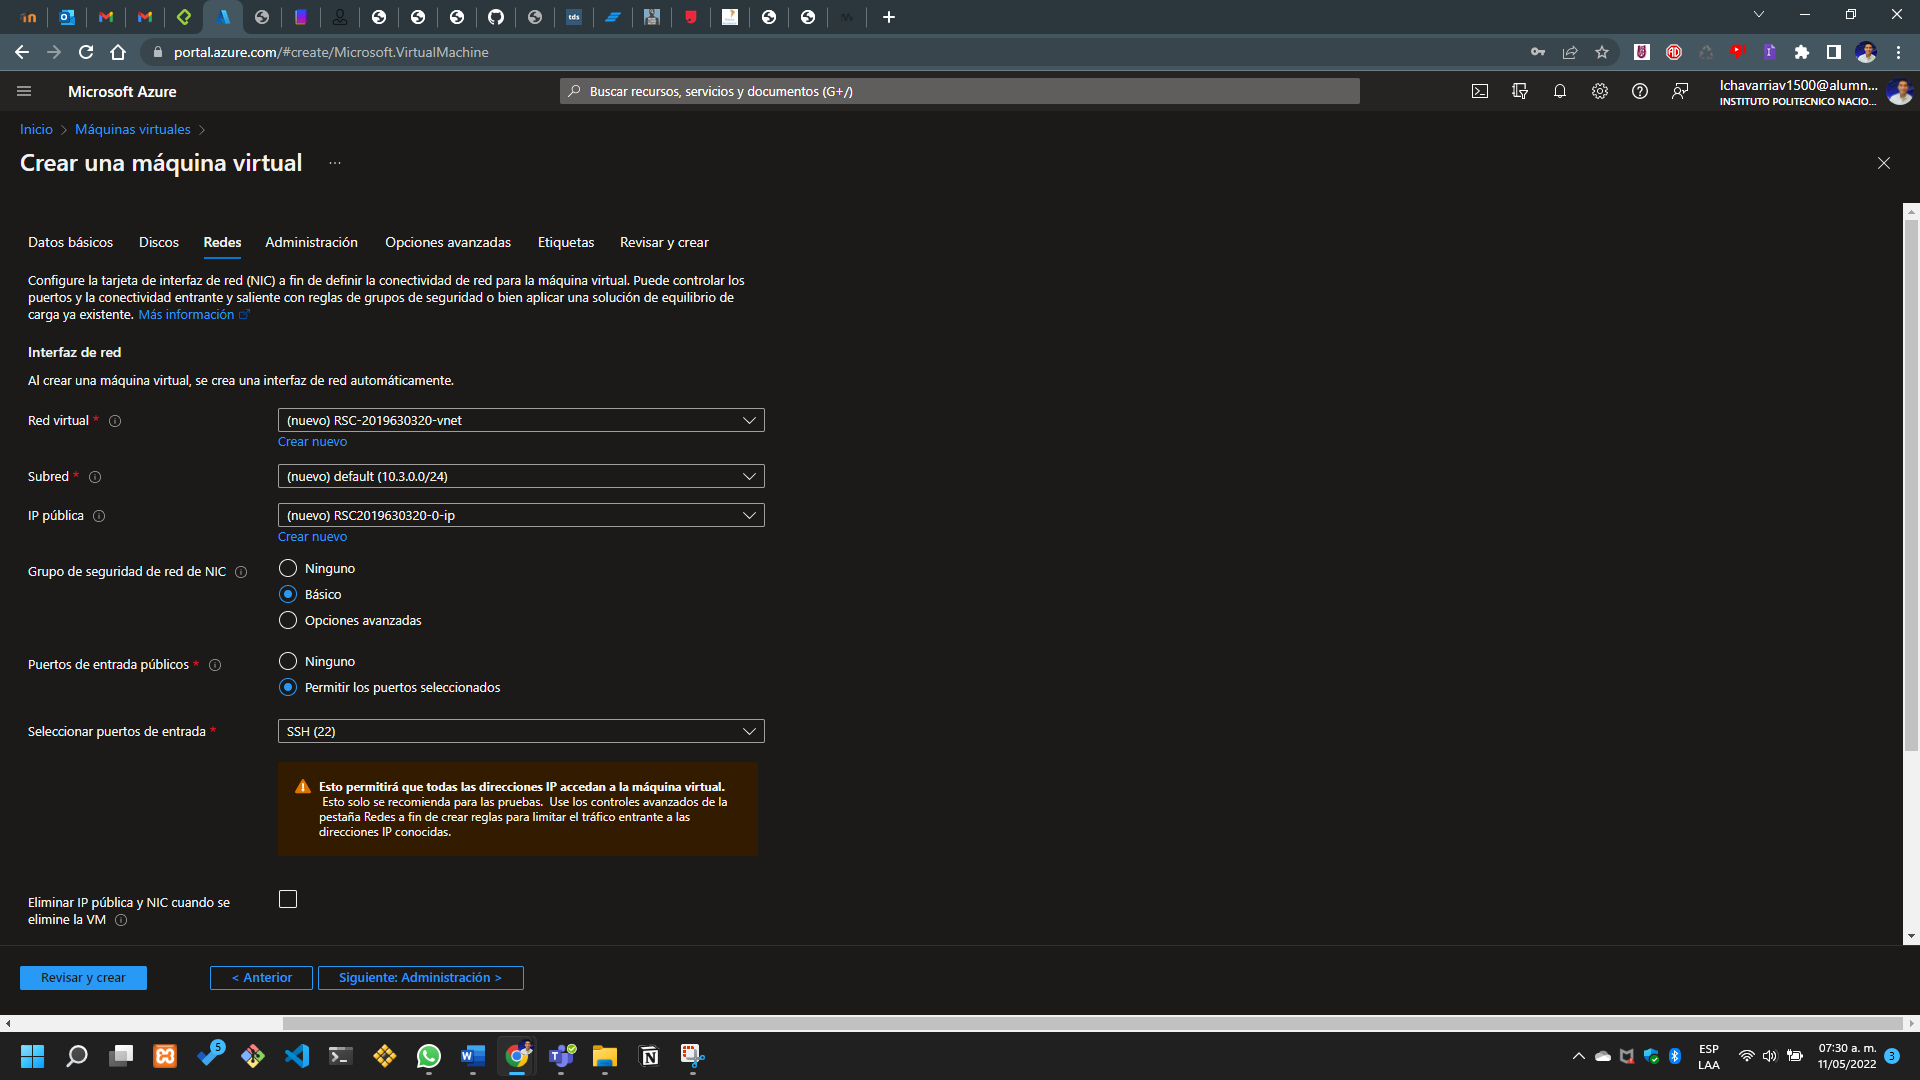 portal.azure.com/#create/Microsoft.VirtualMachine
Microsoft Azure
Buscar recursos, servicios y documentos (G+/)
lchavarriav1500@alumn...
INSTITUTO POLITECNICO NACIO...
Inicio > Máquinas virtuales >
Crear una máquina virtual ...
Datos básicos Discos Redes Administración Opciones avanzadas Etiquetas Revisar y crear
Configure la tarjeta de interfaz de red (NIC) a fin de definir la conectividad de red para la máquina virtual. Puede controlar los
puertos y la conectividad entrante y saliente con reglas de grupos de seguridad o bien aplicar una solución de equilibrio de
carga ya existente. Más información
Interfaz de red
Al crear una máquina virtual, se crea una interfaz de red automáticamente.
Red virtual * (nuevo) RSC-2019630320-vnet
Crear nuevo
Subred * (nuevo) default (10.3.0.0/24)
IP pública (nuevo) RSC2019630320-0-ip
Crear nuevo
Grupo de seguridad de red de NIC
Ninguno
Básico
Opciones avanzadas
Puertos de entrada públicos *
Ninguno
Permitir los puertos seleccionados
Seleccionar puertos de entrada * SSH (22)
Esto permitirá que todas las direcciones IP accedan a la máquina virtual.
Esto solo se recomienda para las pruebas. Use los controles avanzados de la
pestaña Redes a fin de crear reglas para limitar el tráfico entrante a las
direcciones IP conocidas.
Eliminar IP pública y NIC cuando se
elimine la VM
Revisar y crear < Anterior Siguiente: Administración >
5
ESP
LAA
07:30 a. m.
11/05/2022
3